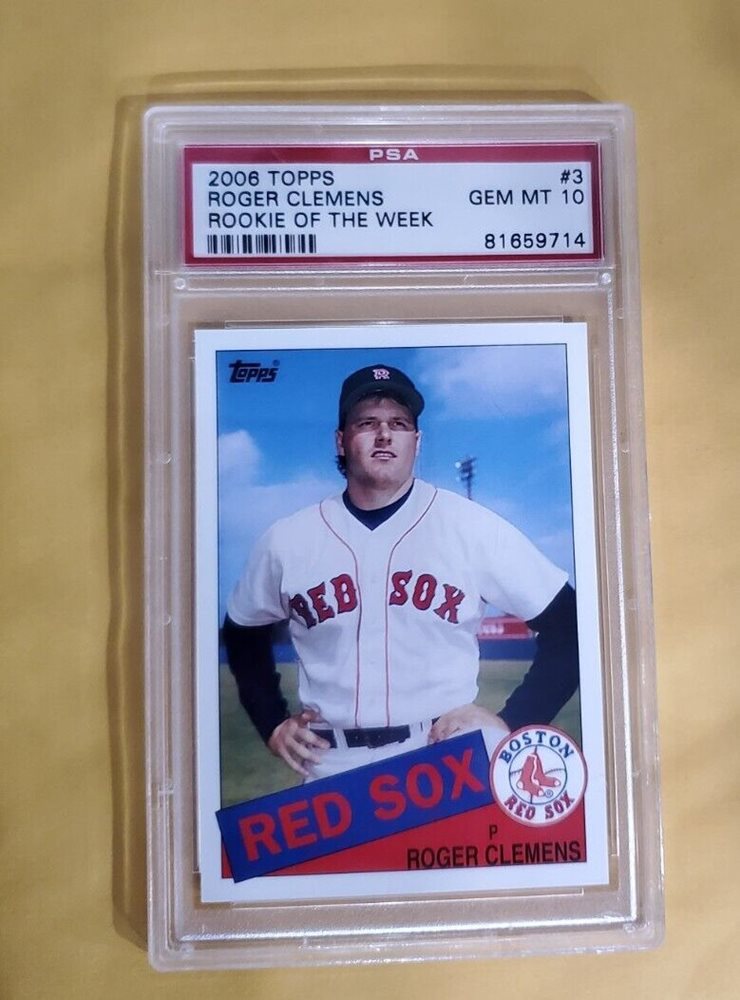 PSA
2006 TOPPS #3
ROGER CLEMENS GEM MT 10
ROOKIE OF THE WEEK
81659714
Topps®
RED SOX
BOSTON
RED SOX
®
RED SOX
P
ROGER CLEMENS